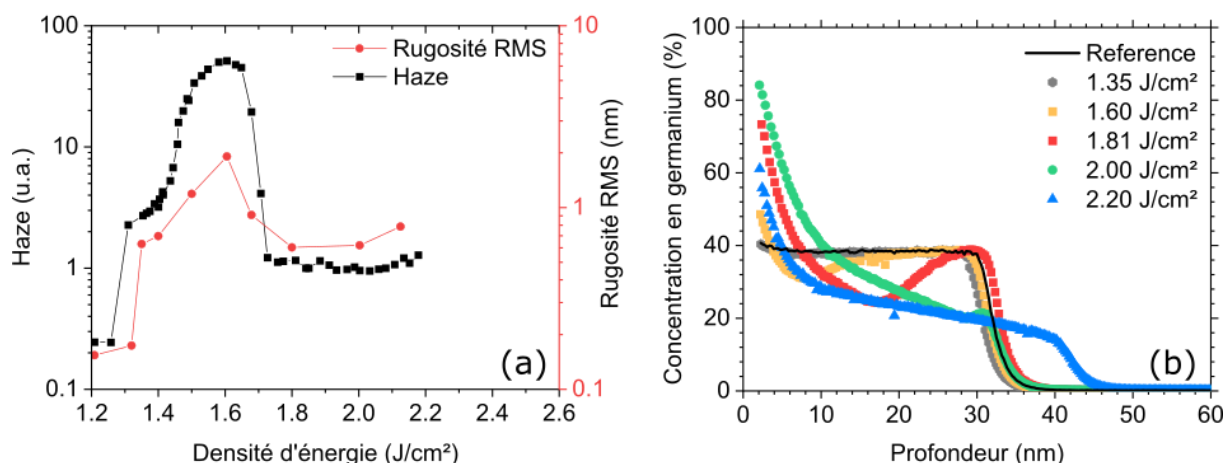 100
10
1
0.1
Haze (u.a.)
Rugosité RMS
Haze
(a)
10
1
0.1
Rugosité RMS (nm)
1.2 1.4 1.6 1.8 2.0 2.2 2.4 2.6
Densité d'énergie (J/cm²)
100
80
60
40
20
0
Concentration en germanium (%)
Reference
1.35 J/cm²
1.60 J/cm²
1.81 J/cm²
2.00 J/cm²
2.20 J/cm²
(b)
0 10 20 30 40 50 60
Profondeur (nm)